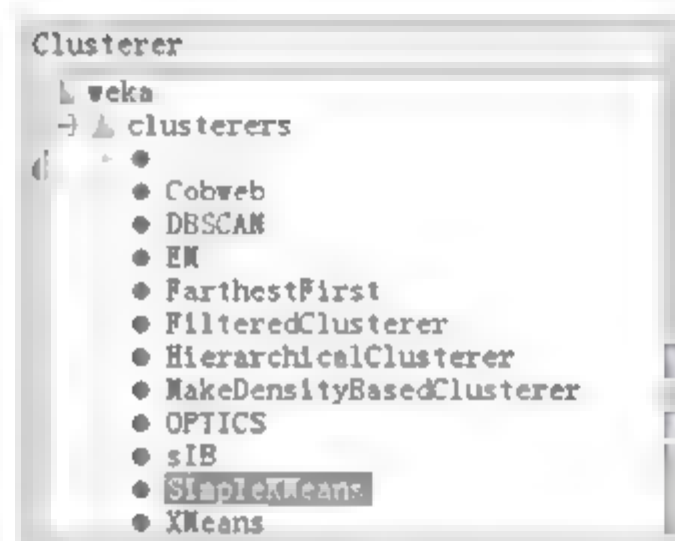 Clusterer
weka
clusterers
Cobweb
DBSCAN
EM
FarthestFirst
FilteredClusterer
HierarchicalClusterer
MakeDensityBasedClusterer
OPTICS
sIB
SimpleKMeans
XMeans